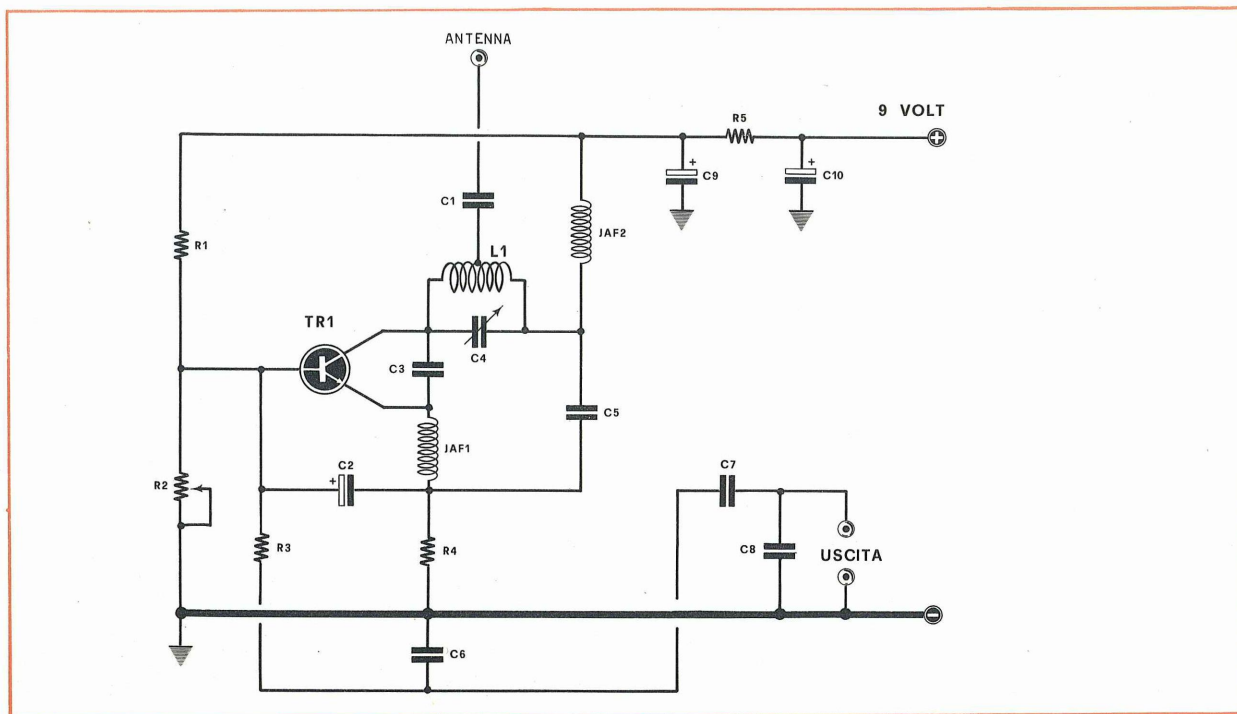 ANTENNA
9 VOLT
R5
C9
C10
C1
JAF2
R1
L1
TR1
C4
C3
C5
JAF1
C2
C7
R2
R3
R4
C8
USCITA
C6